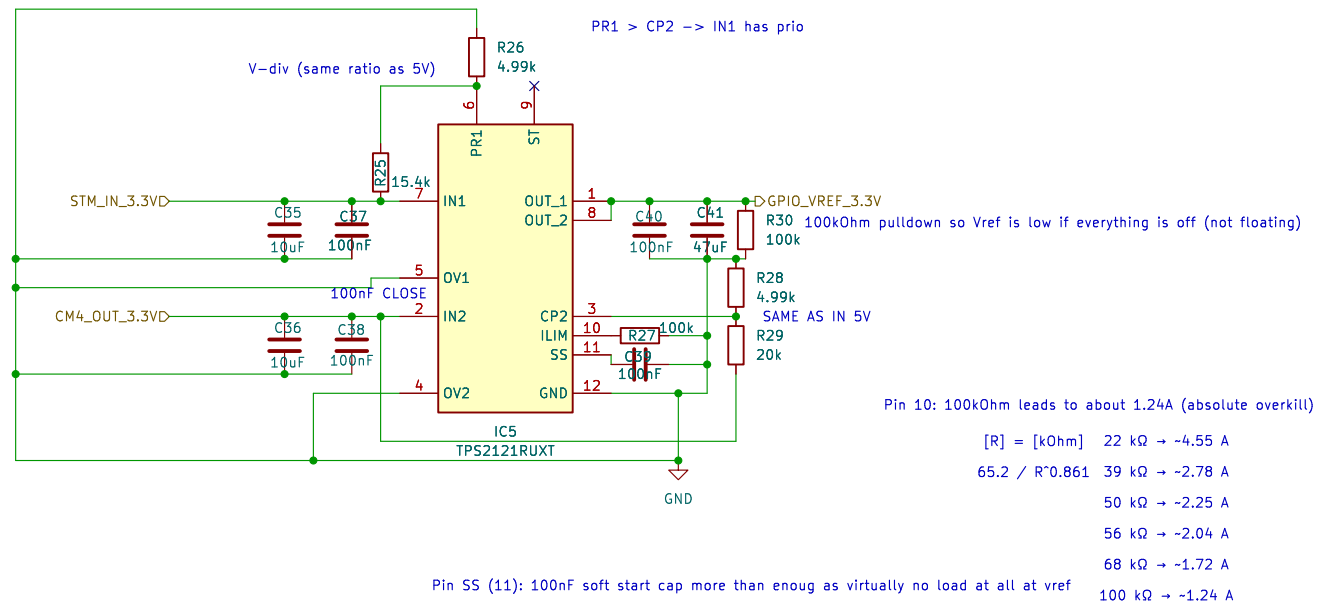 PR1 > CP2 -> IN1 has prio
R26
4.99k
V-div (same ratio as 5V)
6
9
PR1
ST
R25
15.4k
STM_IN_3.3V
7
IN1
OUT_1
1
GPIO_VREF_3.3V
C35
10uF
C37
100nF
OUT_2
8
C40
100nF
C41
47uF
R30
100k
100kOhm pulldown so Vref is low if everything is off (not floating)
5
OV1
100nF CLOSE
R28
4.99k
CM4_OUT_3.3V
2
IN2
CP2
3
SAME AS IN 5V
C36
10uF
C38
100nF
ILIM
10
R27
100k
R29
20k
SS
11
C39
100nF
4
OV2
GND
12
IC5
TPS2121RUXT
GND
Pin 10: 100kOhm leads to about 1.24A (absolute overkill)
[R] = [kOhm] 22 kΩ → ~4.55 A
65.2 / R^0.861 39 kΩ → ~2.78 A
50 kΩ → ~2.25 A
56 kΩ → ~2.04 A
68 kΩ → ~1.72 A
100 kΩ → ~1.24 A
Pin SS (11): 100nF soft start cap more than enoug as virtually no load at all at vref